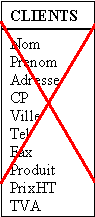 CLIENTS
Nom
Prenom
Adresse
CP
Ville
Tel
Fax
Produit
PrixHT
TVA